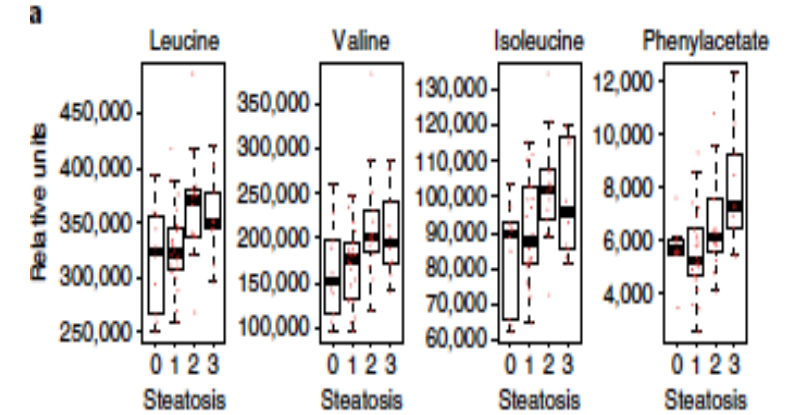 a
Leucine
Valine
Isoleucine
Phenylacetate
Relative units
450,000
400,000
350,000
300,000
250,000
0 1 2 3
Steatosis
350,000
300,000
250,000
200,000
150,000
100,000
0 1 2 3
Steatosis
130,000
120,000
110,000
100,000
90,000
80,000
70,000
60,000
0 1 2 3
Steatosis
12,000
10,000
8,000
6,000
4,000
0 1 2 3
Steatosis